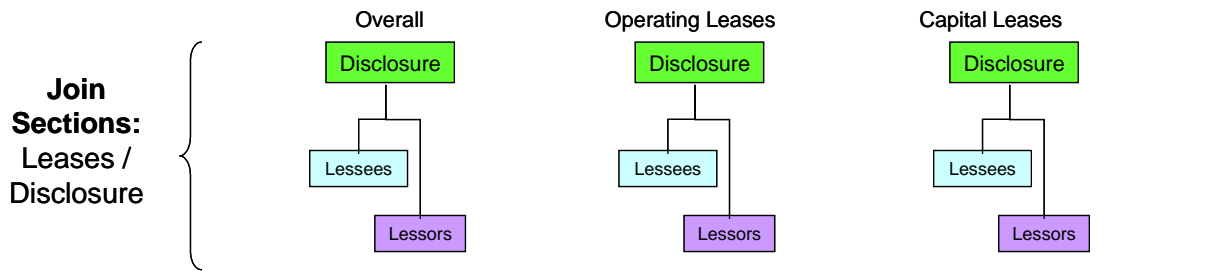 Overall
Operating Leases
Capital Leases
Disclosure
Disclosure
Disclosure
Join
Sections:
Leases /
Disclosure
Lessees
Lessees
Lessees
Lessors
Lessors
Lessors